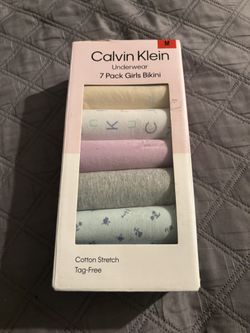 M
Calvin Klein
Underwear
7 Pack Girls Bikini
C K U C
Cotton Stretch
Tag-Free